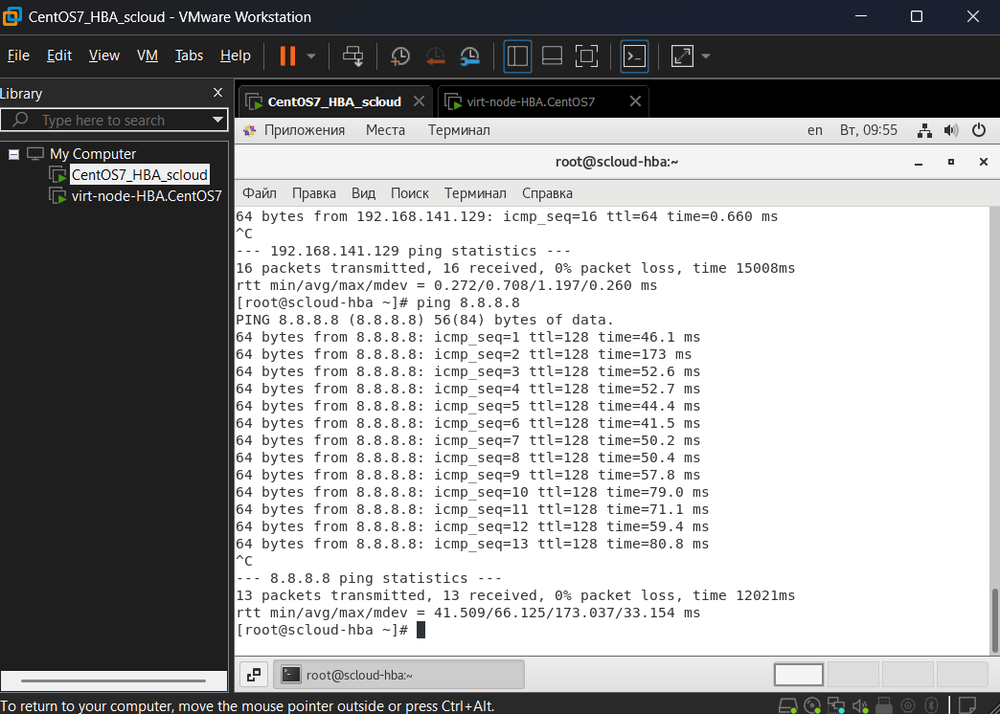 CentOS7_HBA_scloud - VMware Workstation
File Edit View VM Tabs Help
Library
Type here to search
My Computer
CentOS7_HBA_scloud
virt-node-HBA.CentOS7
CentOS7_HBA_scloud
virt-node-HBA.CentOS7
Приложения Места Терминал en Вт, 09:55
root@scloud-hba:~
Файл Правка Вид Поиск Терминал Справка
64 bytes from 192.168.141.129: icmp_seq=16 ttl=64 time=0.660 ms
^C
--- 192.168.141.129 ping statistics ---
16 packets transmitted, 16 received, 0% packet loss, time 15008ms
rtt min/avg/max/mdev = 0.272/0.708/1.197/0.260 ms
[root@scloud-hba ~]# ping 8.8.8.8
PING 8.8.8.8 (8.8.8.8) 56(84) bytes of data.
64 bytes from 8.8.8.8: icmp_seq=1 ttl=128 time=46.1 ms
64 bytes from 8.8.8.8: icmp_seq=2 ttl=128 time=173 ms
64 bytes from 8.8.8.8: icmp_seq=3 ttl=128 time=52.6 ms
64 bytes from 8.8.8.8: icmp_seq=4 ttl=128 time=52.7 ms
64 bytes from 8.8.8.8: icmp_seq=5 ttl=128 time=44.4 ms
64 bytes from 8.8.8.8: icmp_seq=6 ttl=128 time=41.5 ms
64 bytes from 8.8.8.8: icmp_seq=7 ttl=128 time=50.2 ms
64 bytes from 8.8.8.8: icmp_seq=8 ttl=128 time=50.4 ms
64 bytes from 8.8.8.8: icmp_seq=9 ttl=128 time=57.8 ms
64 bytes from 8.8.8.8: icmp_seq=10 ttl=128 time=79.0 ms
64 bytes from 8.8.8.8: icmp_seq=11 ttl=128 time=71.1 ms
64 bytes from 8.8.8.8: icmp_seq=12 ttl=128 time=59.4 ms
64 bytes from 8.8.8.8: icmp_seq=13 ttl=128 time=80.8 ms
^C
--- 8.8.8.8 ping statistics ---
13 packets transmitted, 13 received, 0% packet loss, time 12021ms
rtt min/avg/max/mdev = 41.509/66.125/173.037/33.154 ms
[root@scloud-hba ~]#
root@scloud-hba:~
To return to your computer, move the mouse pointer outside or press Ctrl+Alt.